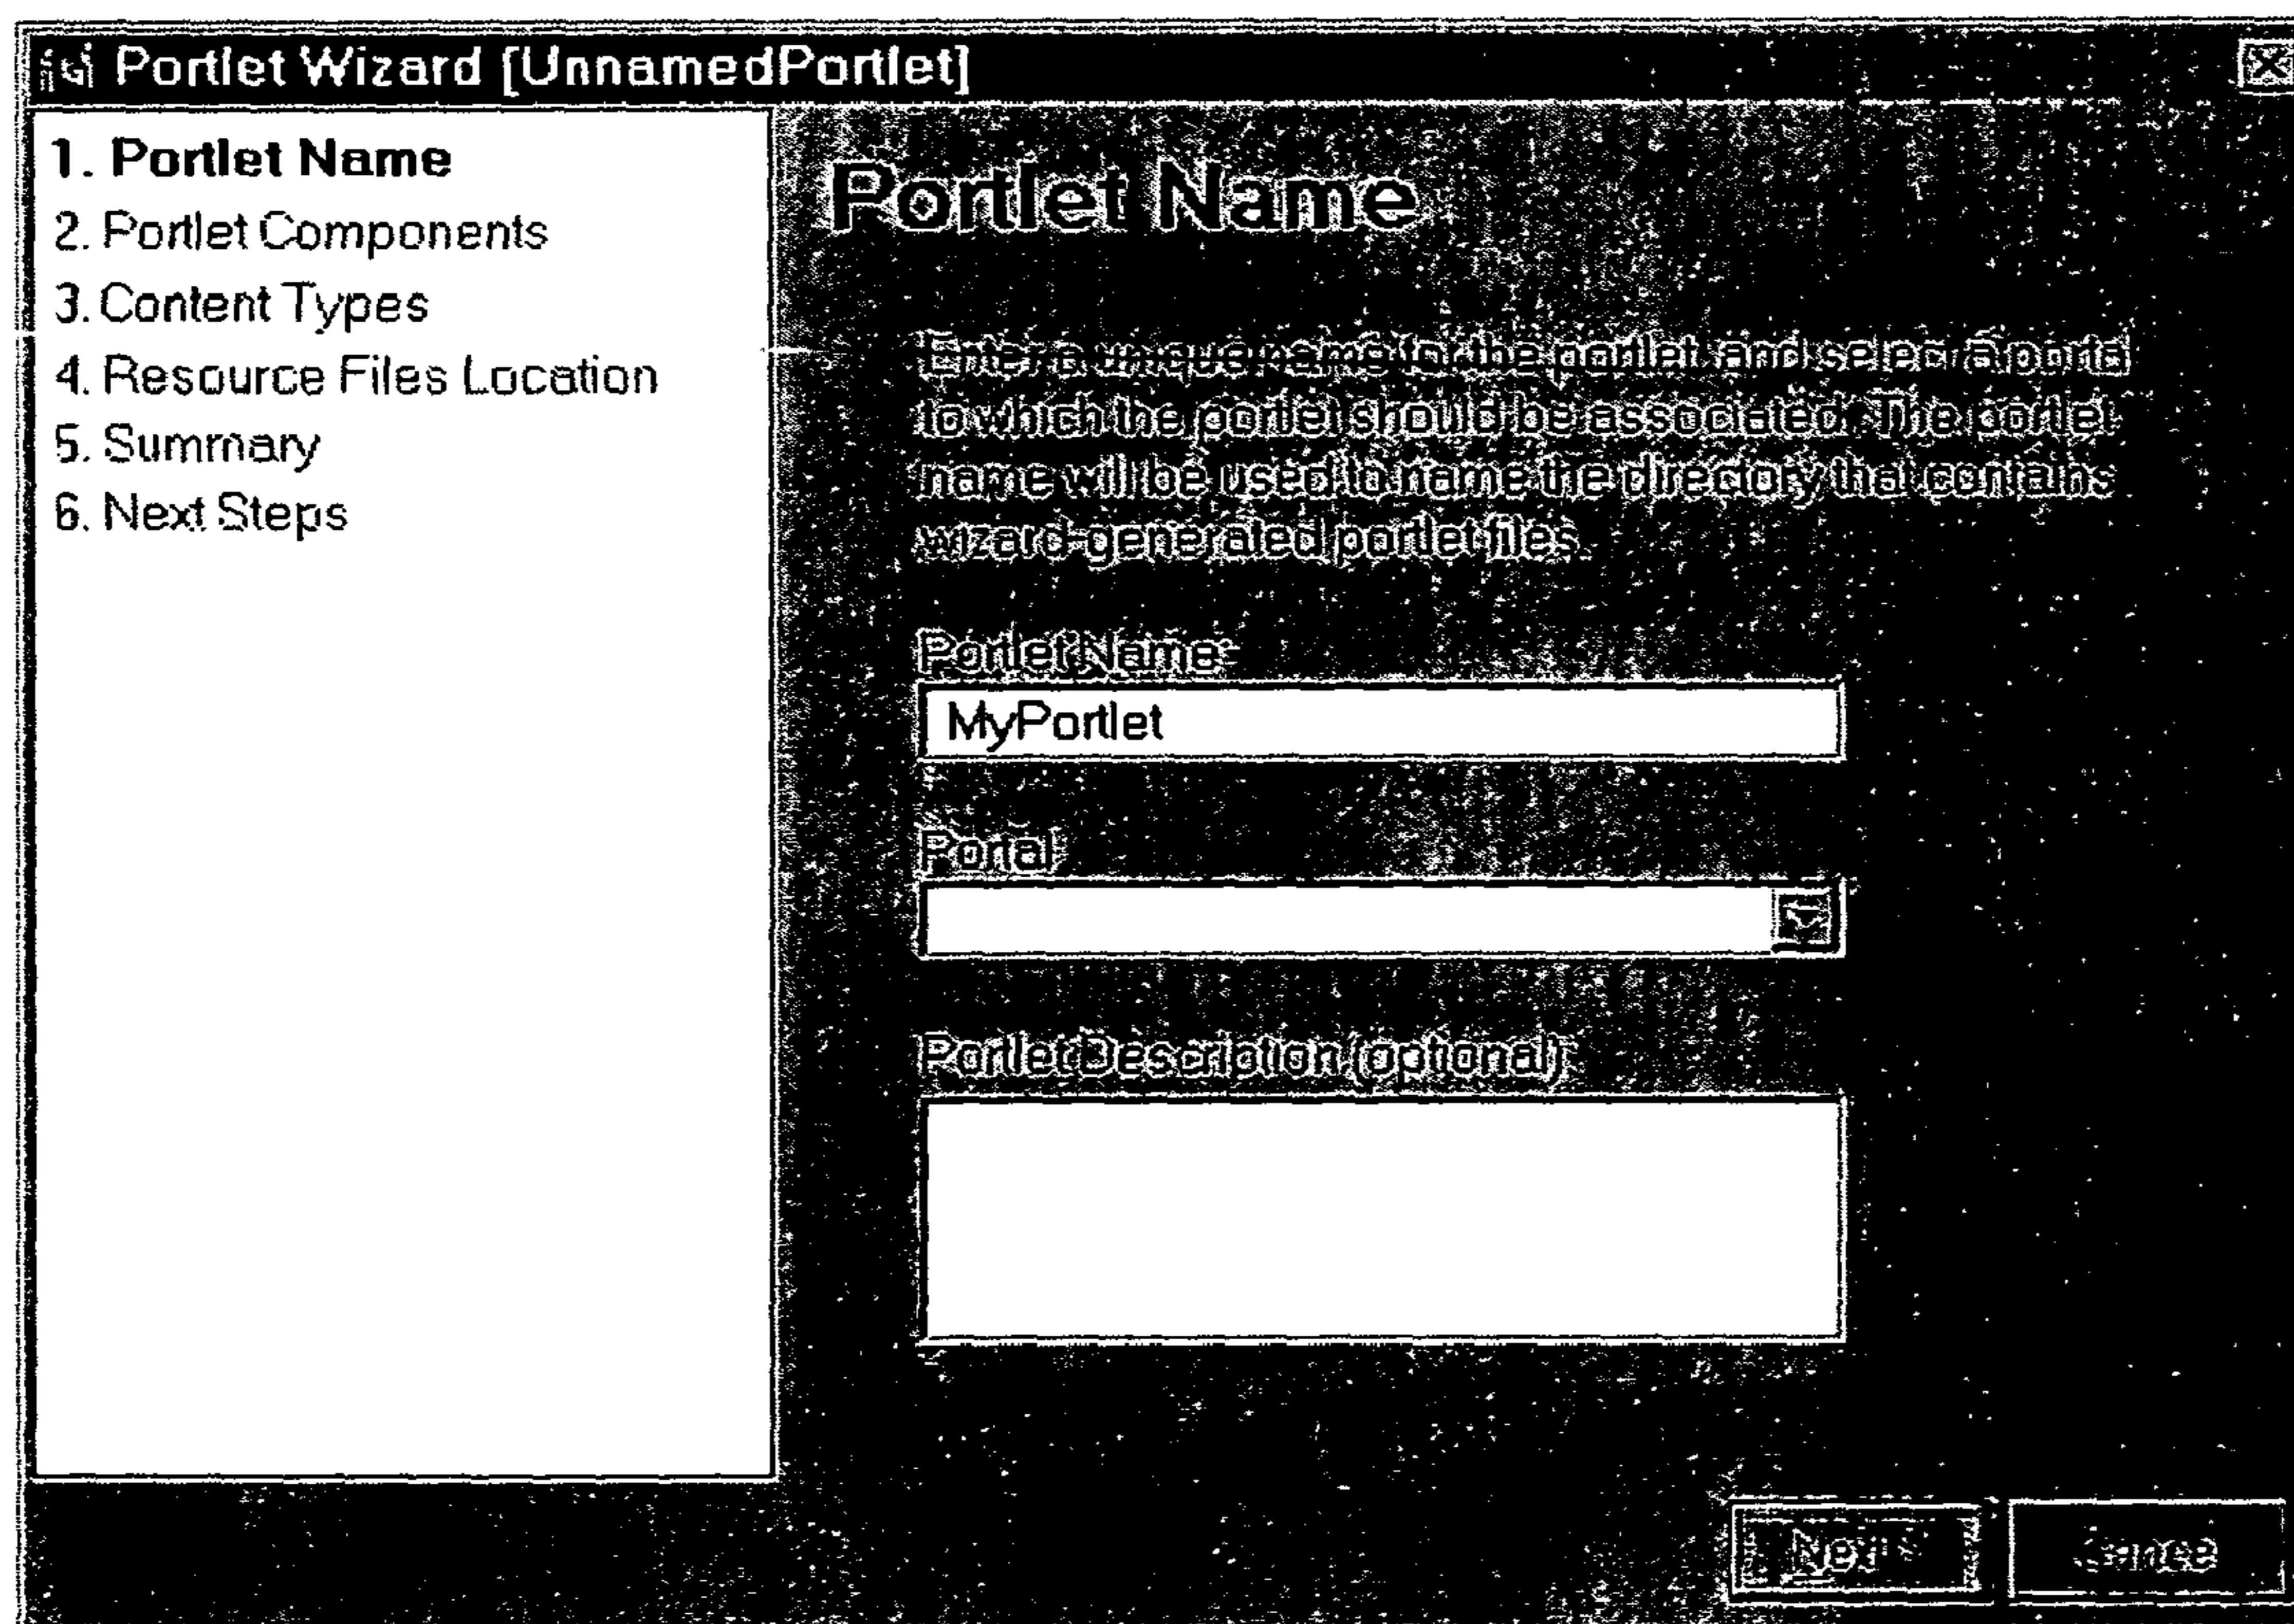 Portlet Wizard [UnnamedPortlet]
1. Portlet Name
2. Portlet Components
3. Content Types
4. Resource Files Location
5. Summary
6. Next Steps
Portlet Name
Enter a unique name for the portlet, and select a portal
to which the portlet should be associated. The portlet
name will be used to name the directory that contains
wizard-generated portlet files.
Portlet Name
MyPortlet
Portal
Portlet Description (optional)
Next
Cancel